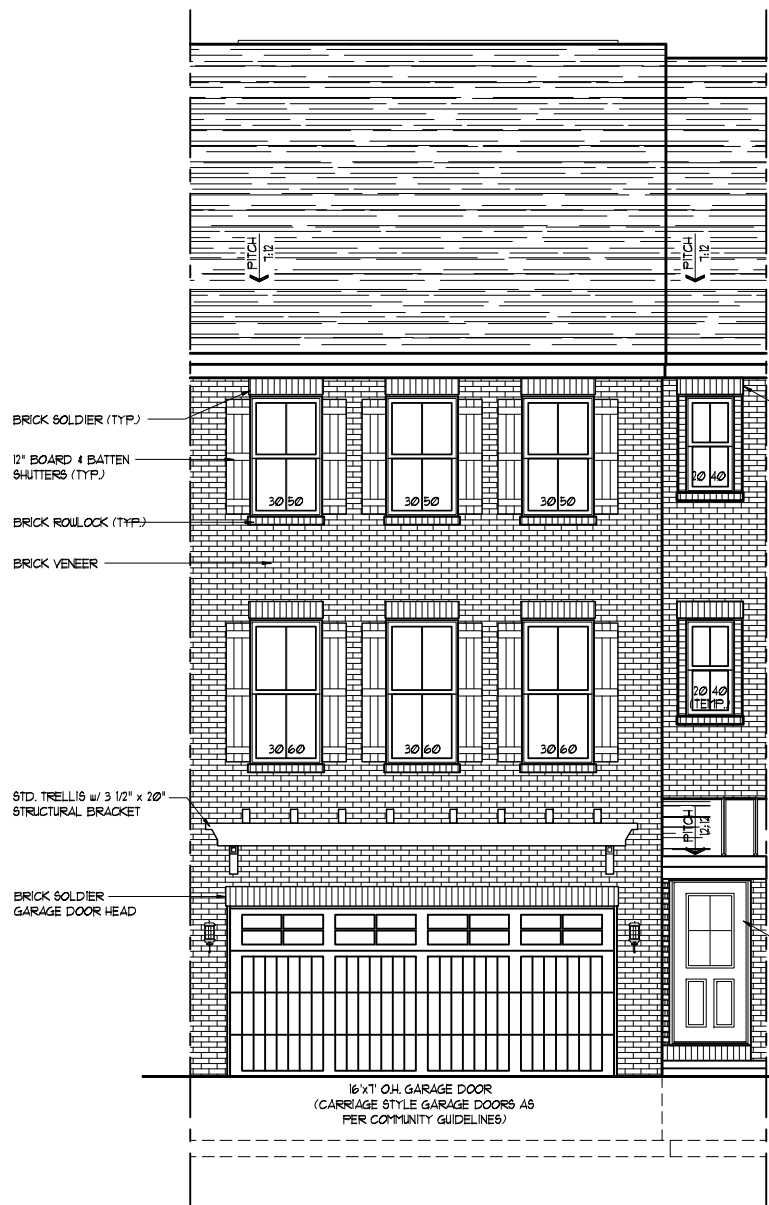 PITCH
7:12
PITCH
7:12
BRICK SOLDIER (TYP.)
12" BOARD & BATTEN
SHUTTERS (TYP.)
30 50
30 50
30 50
20 40
BRICK ROWLOCK (TYP.)
BRICK VENEER
20 40
(TEMP.)
30 60
30 60
30 60
STD. TRELLIS w/ 3 1/2" x 20"
STRUCTURAL BRACKET
PITCH
12:12
BRICK SOLDIER
GARAGE DOOR HEAD
16'x7' O.H. GARAGE DOOR
(CARRIAGE STYLE GARAGE DOORS AS
PER COMMUNITY GUIDELINES)